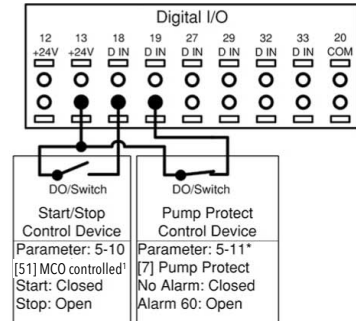 Digital I/O
12 13 18 19 27 29 32 33 20
+24V +24V D IN D IN D IN D IN D IN D IN COM
DO/Switch
Start/Stop
Control Device
Parameter: 5-10
[51] MCO controlled¹
Start: Closed
Stop: Open
DO/Switch
Pump Protect
Control Device
Parameter: 5-11*
[7] Pump Protect
No Alarm: Closed
Alarm 60: Open